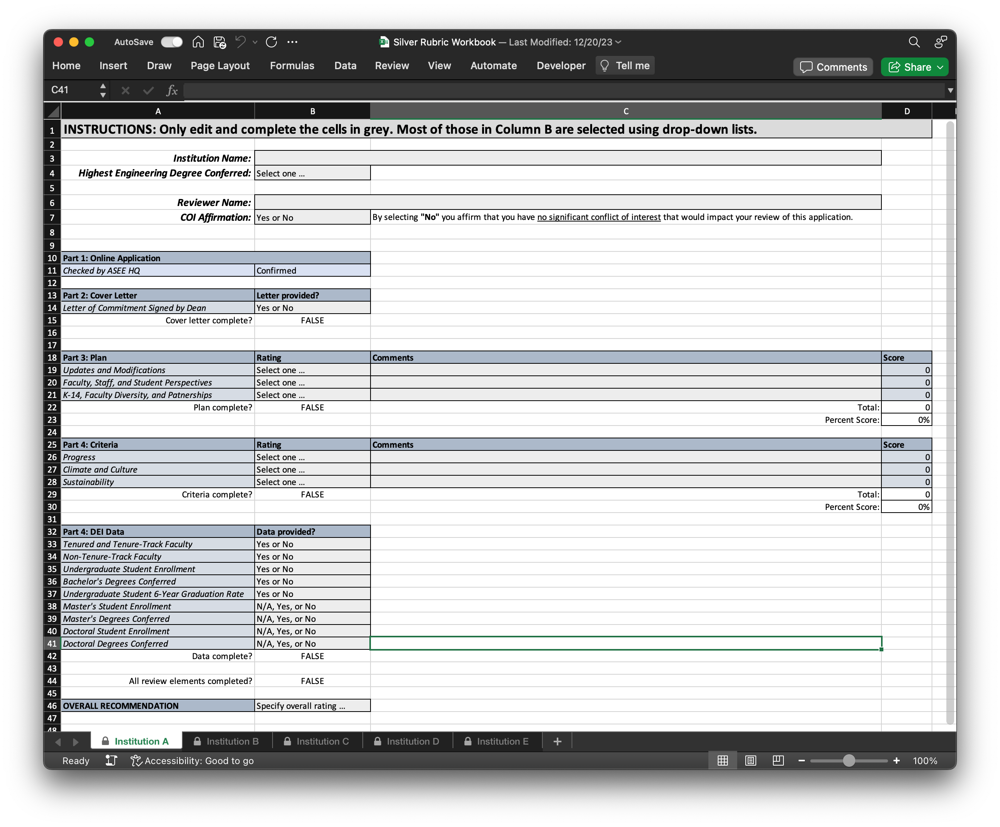 AutoSave
Silver Rubric Workbook — Last Modified: 12/20/23
Home Insert Draw Page Layout Formulas Data Review View Automate Developer Tell me Comments Share
C41 fx
A B C D
1 INSTRUCTIONS: Only edit and complete the cells in grey. Most of those in Column B are selected using drop-down lists.
2
3 Institution Name:
4 Highest Engineering Degree Conferred: Select one ...
5
6 Reviewer Name:
7 COI Affirmation: Yes or No By selecting "No" you affirm that you have no significant conflict of interest that would impact your review of this application.
8
9
10 Part 1: Online Application
11 Checked by ASEE HQ Confirmed
12
13 Part 2: Cover Letter Letter provided?
14 Letter of Commitment Signed by Dean Yes or No
15 Cover letter complete? FALSE
16
17
18 Part 3: Plan Rating Comments Score
19 Updates and Modifications Select one ... 0
20 Faculty, Staff, and Student Perspectives Select one ... 0
21 K-14, Faculty Diversity, and Patnerships Select one ... 0
22 Plan complete? FALSE Total: 0
23 Percent Score: 0%
24
25 Part 4: Criteria Rating Comments Score
26 Progress Select one ... 0
27 Climate and Culture Select one ... 0
28 Sustainability Select one ... 0
29 Criteria complete? FALSE Total: 0
30 Percent Score: 0%
31
32 Part 4: DEI Data Data provided?
33 Tenured and Tenure-Track Faculty Yes or No
34 Non-Tenure-Track Faculty Yes or No
35 Undergraduate Student Enrollment Yes or No
36 Bachelor's Degrees Conferred Yes or No
37 Undergraduate Student 6-Year Graduation Rate Yes or No
38 Master's Student Enrollment N/A, Yes, or No
39 Master's Degrees Conferred N/A, Yes, or No
40 Doctoral Student Enrollment N/A, Yes, or No
41 Doctoral Degrees Conferred N/A, Yes, or No
42 Data complete? FALSE
43
44 All review elements completed? FALSE
45
46 OVERALL RECOMMENDATION Specify overall rating ...
47
48
Institution A Institution B Institution C Institution D Institution E +
Ready Accessibility: Good to go 100%